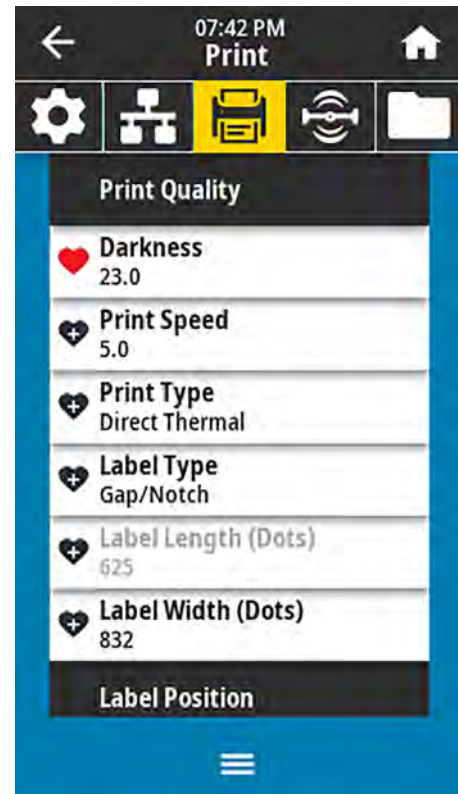 07:42 PM
Print
Print Quality
Darkness
23.0
Print Speed
5.0
Print Type
Direct Thermal
Label Type
Gap/Notch
Label Length (Dots)
625
Label Width (Dots)
832
Label Position